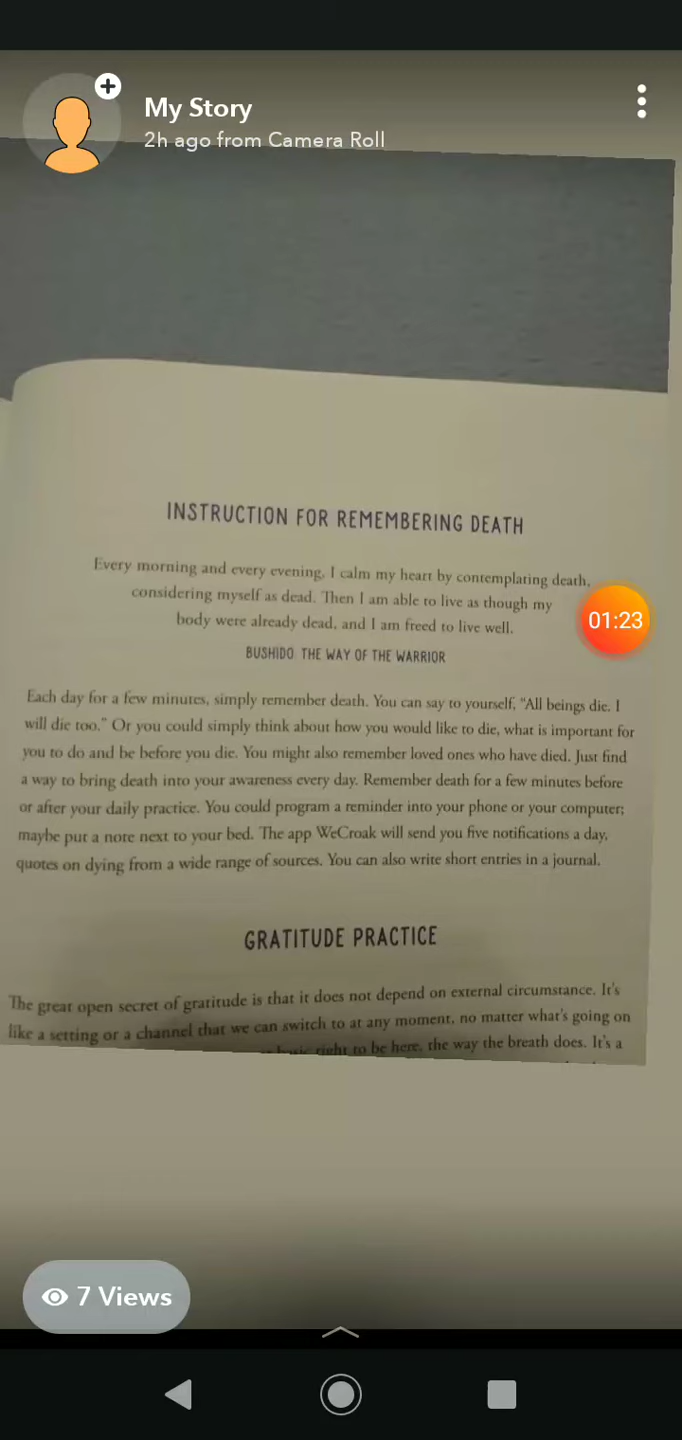 My Story
2h ago from Camera Roll
INSTRUCTION FOR REMEMBERING DEATH
Every morning and every evening, I calm my heart by contemplating death,
considering myself as dead. Then I am able to live as though my
body were already dead, and I am freed to live well.
01:23
BUSHIDO: THE WAY OF THE WARRIOR
Each day for a few minutes, simply remember death. You can say to yourself, "All beings die. I
will die too." Or you could simply think about how you would like to die, what is important for
you to do and be before you die. You might also remember loved ones who have died. Just find
a way to bring death into your awareness every day. Remember death for a few minutes before
or after your daily practice. You could program a reminder into your phone or your computer;
maybe put a note next to your bed. The app WeCroak will send you five notifications a day,
quotes on dying from a wide range of sources. You can also write short entries in a journal.
GRATITUDE PRACTICE
The great open secret of gratitude is that it does not depend on external circumstance. It's
like a setting or a channel that we can switch to at any moment, no matter what's going on
right to be here, the way the breath does. It's a
7 Views